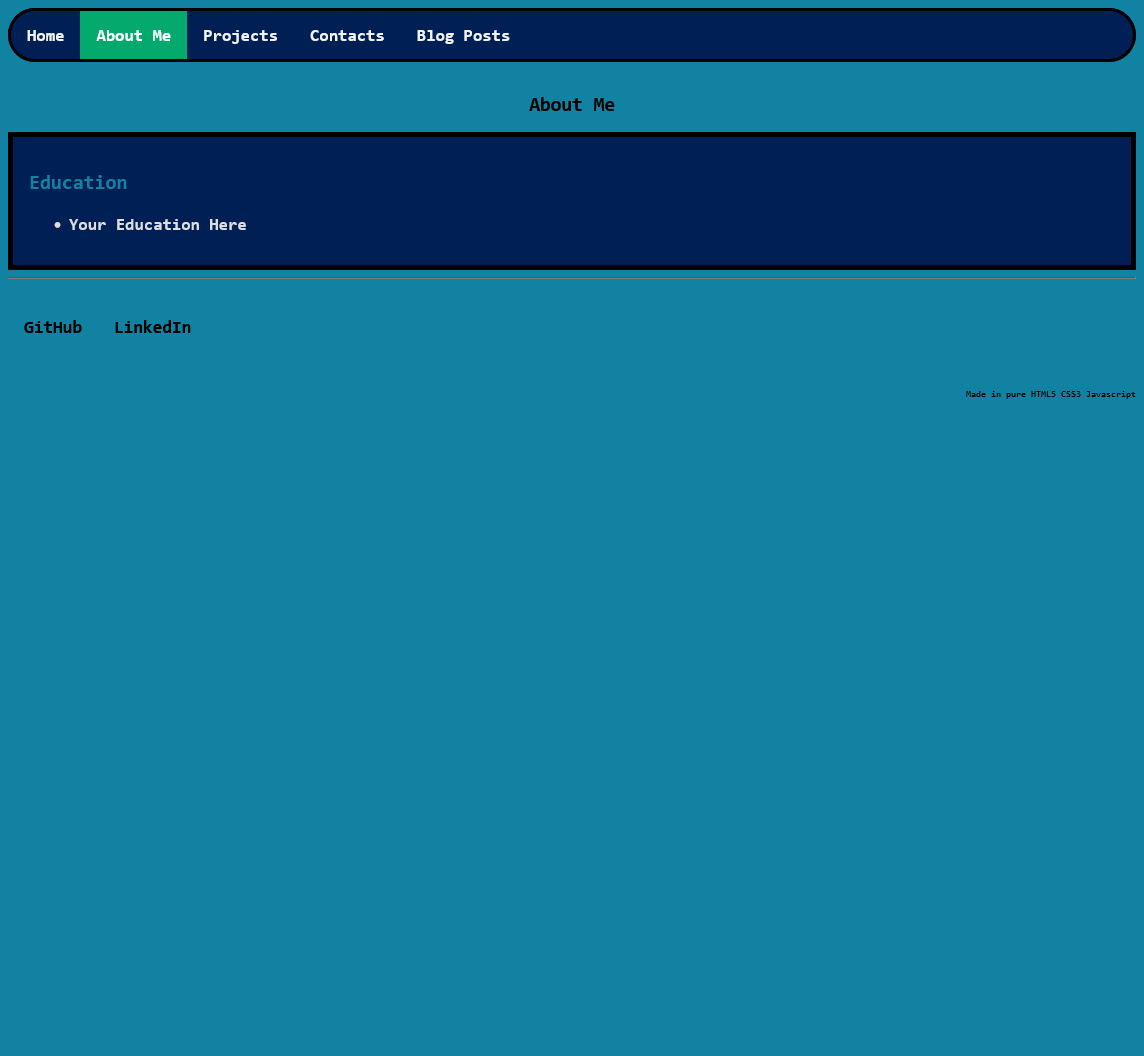 Home About Me Projects Contacts Blog Posts
About Me
Education
• Your Education Here
GitHub LinkedIn
Made in pure HTML5 CSS3 Javascript